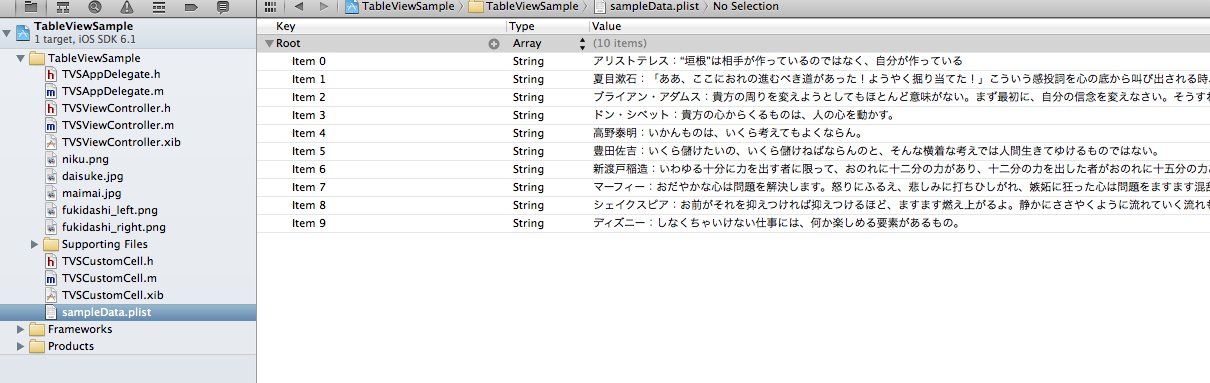 TableViewSample 〉 TableViewSample 〉 sampleData.plist 〉 No Selection
TableViewSample
1 target, iOS SDK 6.1
TableViewSample
TVSAppDelegate.h
TVSAppDelegate.m
TVSViewController.h
TVSViewController.m
TVSViewController.xib
niku.png
daisuke.jpg
maimai.jpg
fukidashi_left.png
fukidashi_right.png
Supporting Files
TVSCustomCell.h
TVSCustomCell.m
TVSCustomCell.xib
sampleData.plist
Frameworks
Products
Key Type Value
Root Array (10 items)
Item 0 String アリストテレス：“垣根”は相手が作っているのではなく、自分が作っている
Item 1 String 夏目漱石：「ああ、ここにおれの進むべき道があった！ようやく掘り当てた！」こういう感投詞を心の底から叫び出される時、
Item 2 String ブライアン・アダムス：貴方の周りを変えようとしてもほとんど意味がない。まず最初に、自分の信念を変えなさい。そうすれ
Item 3 String ドン・シペット：貴方の心からくるものは、人の心を動かす。
Item 4 String 高野泰明：いかんものは、いくら考えてもよくならん。
Item 5 String 豊田佐吉：いくら儲けたいの、いくら儲けねばならんのと、そんな横着な考えでは人間生きてゆけるものではない。
Item 6 String 新渡戸稲造：いわゆる十分に力を出す者に限って、おのれに十二分の力があり、十二分の力を出した者がおのれに十五分の力
Item 7 String マーフィー：おだやかな心は問題を解決します。怒りにふるえ、悲しみに打ちひしがれ、嫉妬に狂った心は問題をますます混乱
Item 8 String シェイクスピア：お前がそれを抑えつければ抑えつけるほど、ますます燃え上がるよ。静かにささやくように流れていく流れも
Item 9 String ディズニー：しなくちゃいけない仕事には、何か楽しめる要素があるもの。